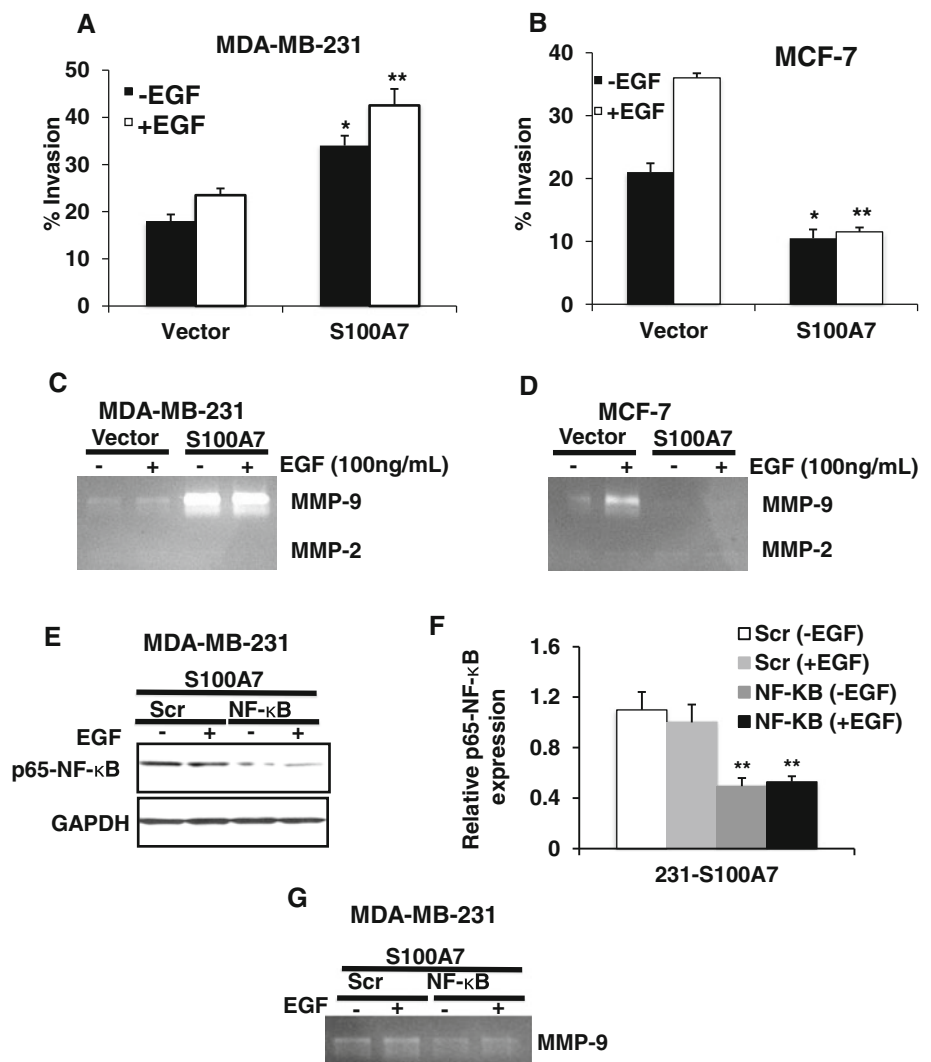 A
MDA-MB-231
50
40
30
20
10
0
% Invasion
-EGF
+EGF
*
**
Vector
S100A7
B
MCF-7
40
30
20
10
0
% Invasion
-EGF
+EGF
*
**
Vector
S100A7
C
MDA-MB-231
Vector S100A7
- + - + EGF (100ng/mL)
MMP-9
MMP-2
D
MCF-7
Vector S100A7
- + - + EGF (100ng/mL)
MMP-9
MMP-2
E
MDA-MB-231
S100A7
Scr NF-κB
EGF - + - +
p65-NF-κB
GAPDH
F
Scr (-EGF)
Scr (+EGF)
NF-KB (-EGF)
NF-KB (+EGF)
1.6
1.2
0.8
0.4
0
Relative p65-NF-κB
expression
**
**
231-S100A7
G
MDA-MB-231
S100A7
Scr NF-κB
EGF - + - +
MMP-9